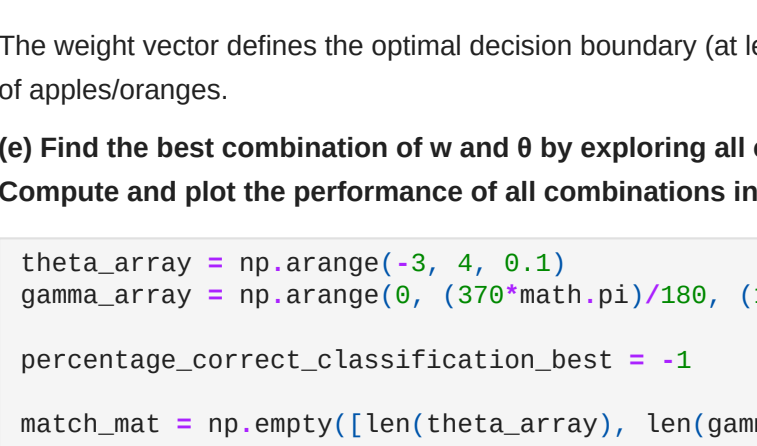 The weight vector defines the optimal decision boundary (at
of apples/oranges.
(e) Find the best combination of w and θ by exploring all
Compute and plot the performance of all combinations in
theta_array = np.arange(-3, 4, 0.1)
gamma_array = np.arange(0, (370*math.pi)/180, (
percentage_correct_classification_best = -1
match_mat = np.empty([len(theta_array), len(